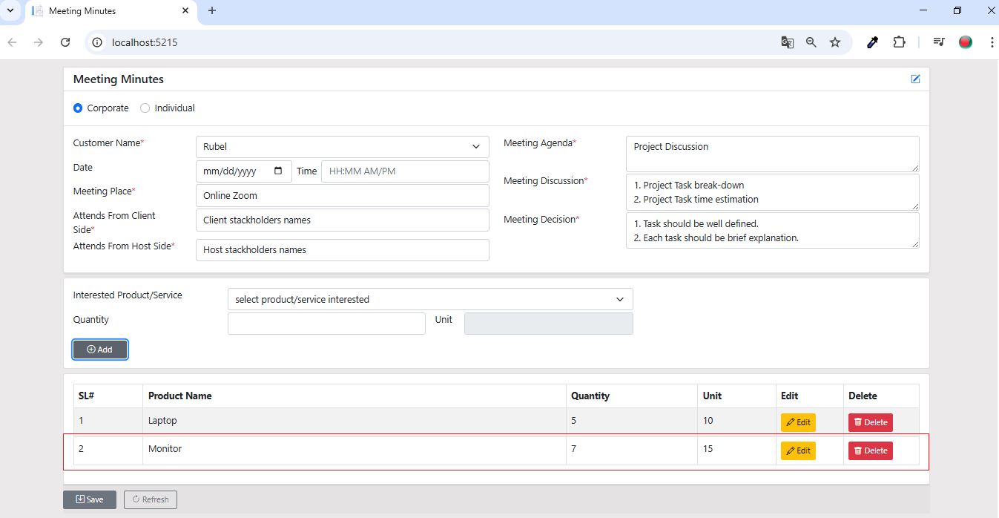 Meeting Minutes
localhost:5215
Meeting Minutes
Corporate Individual
Customer Name* Rubel
Date mm/dd/yyyy Time HH:MM AM/PM
Meeting Place* Online Zoom
Attends From Client
Side* Client stackholders names
Attends From Host Side* Host stackholders names
Meeting Agenda* Project Discussion
Meeting Discussion* 1. Project Task break-down
2. Project Task time estimation
Meeting Decision* 1. Task should be well defined.
2. Each task should be brief explanation.
Interested Product/Service select product/service interested
Quantity Unit
Add
SL# Product Name Quantity Unit Edit Delete
1 Laptop 5 10 Edit Delete
2 Monitor 7 15 Edit Delete
Save Refresh